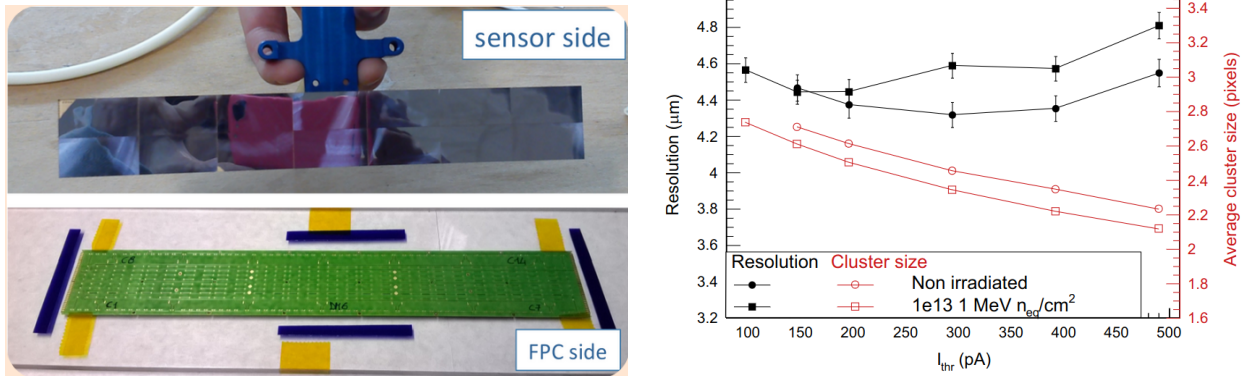 sensor side
C8
C14
C1
DM6
C7
FPC side
4.8
4.6
4.4
4.2
4
3.8
3.6
3.4
3.2
Resolution (μm)
3.4
3.2
3
2.8
2.6
2.4
2.2
2
1.8
1.6
Average cluster size (pixels)
Resolution Cluster size
Non irradiated
1e13 1 MeV n_eq/cm²
100 150 200 250 300 350 400 450 500
I_thr (pA)